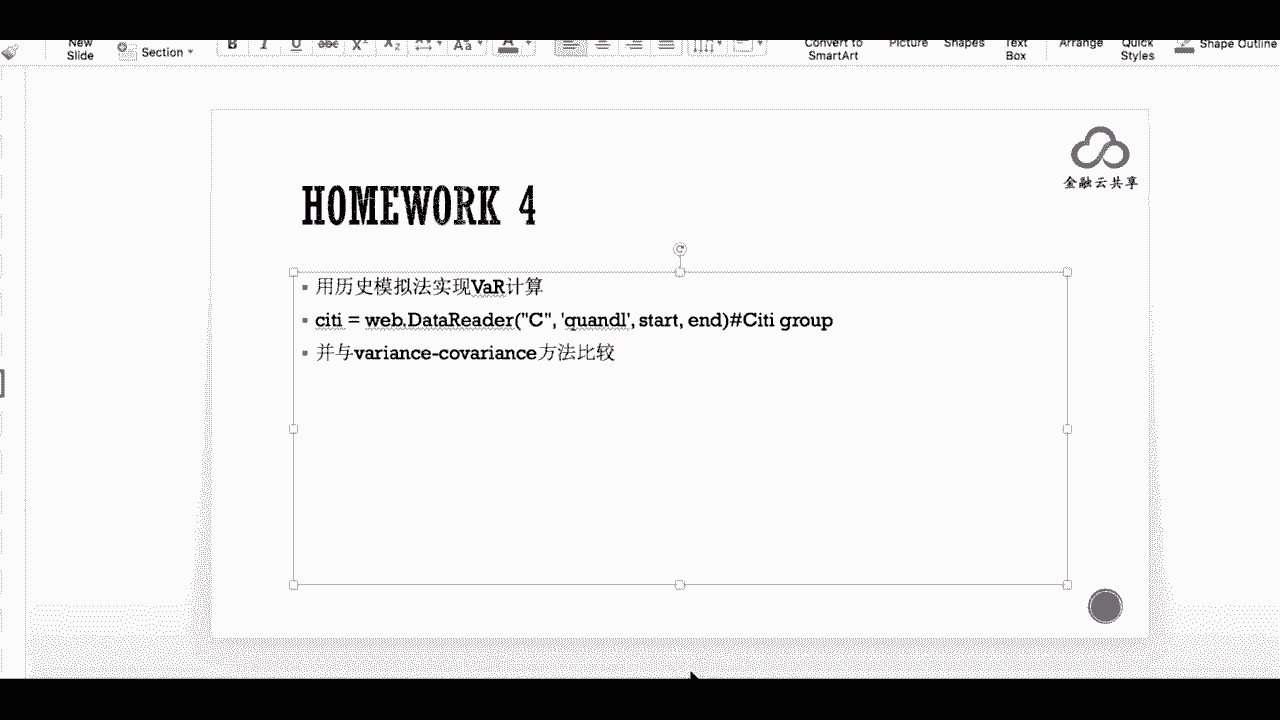 New
Slide
Section
B I U abc X² X₂ Aa A
Convert to
SmartArt
Picture
Shapes
Text
Box
Arrange
Quick
Styles
Shape Outline
金融云共享
HOMEWORK 4
用历史模拟法实现VaR计算
citi = web.DataReader("C", 'quandl', start, end)#Citi group
并与variance-covariance方法比较